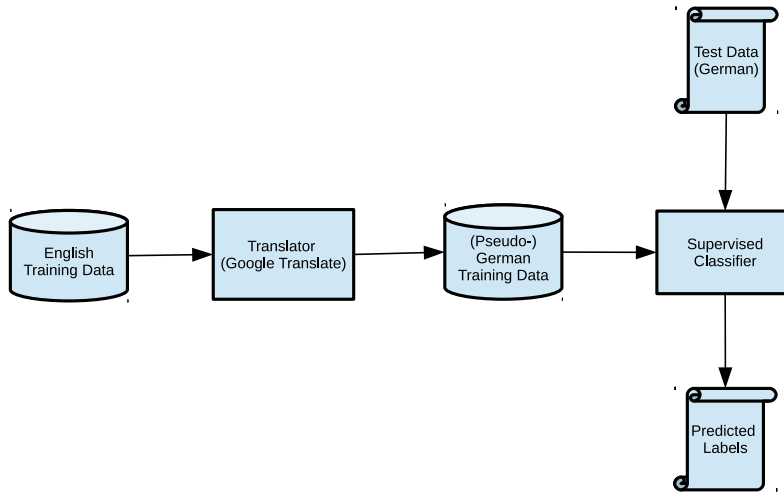 Test Data
(German)
English
Training Data
Translator
(Google Translate)
(Pseudo-)
German
Training Data
Supervised
Classifier
Predicted
Labels